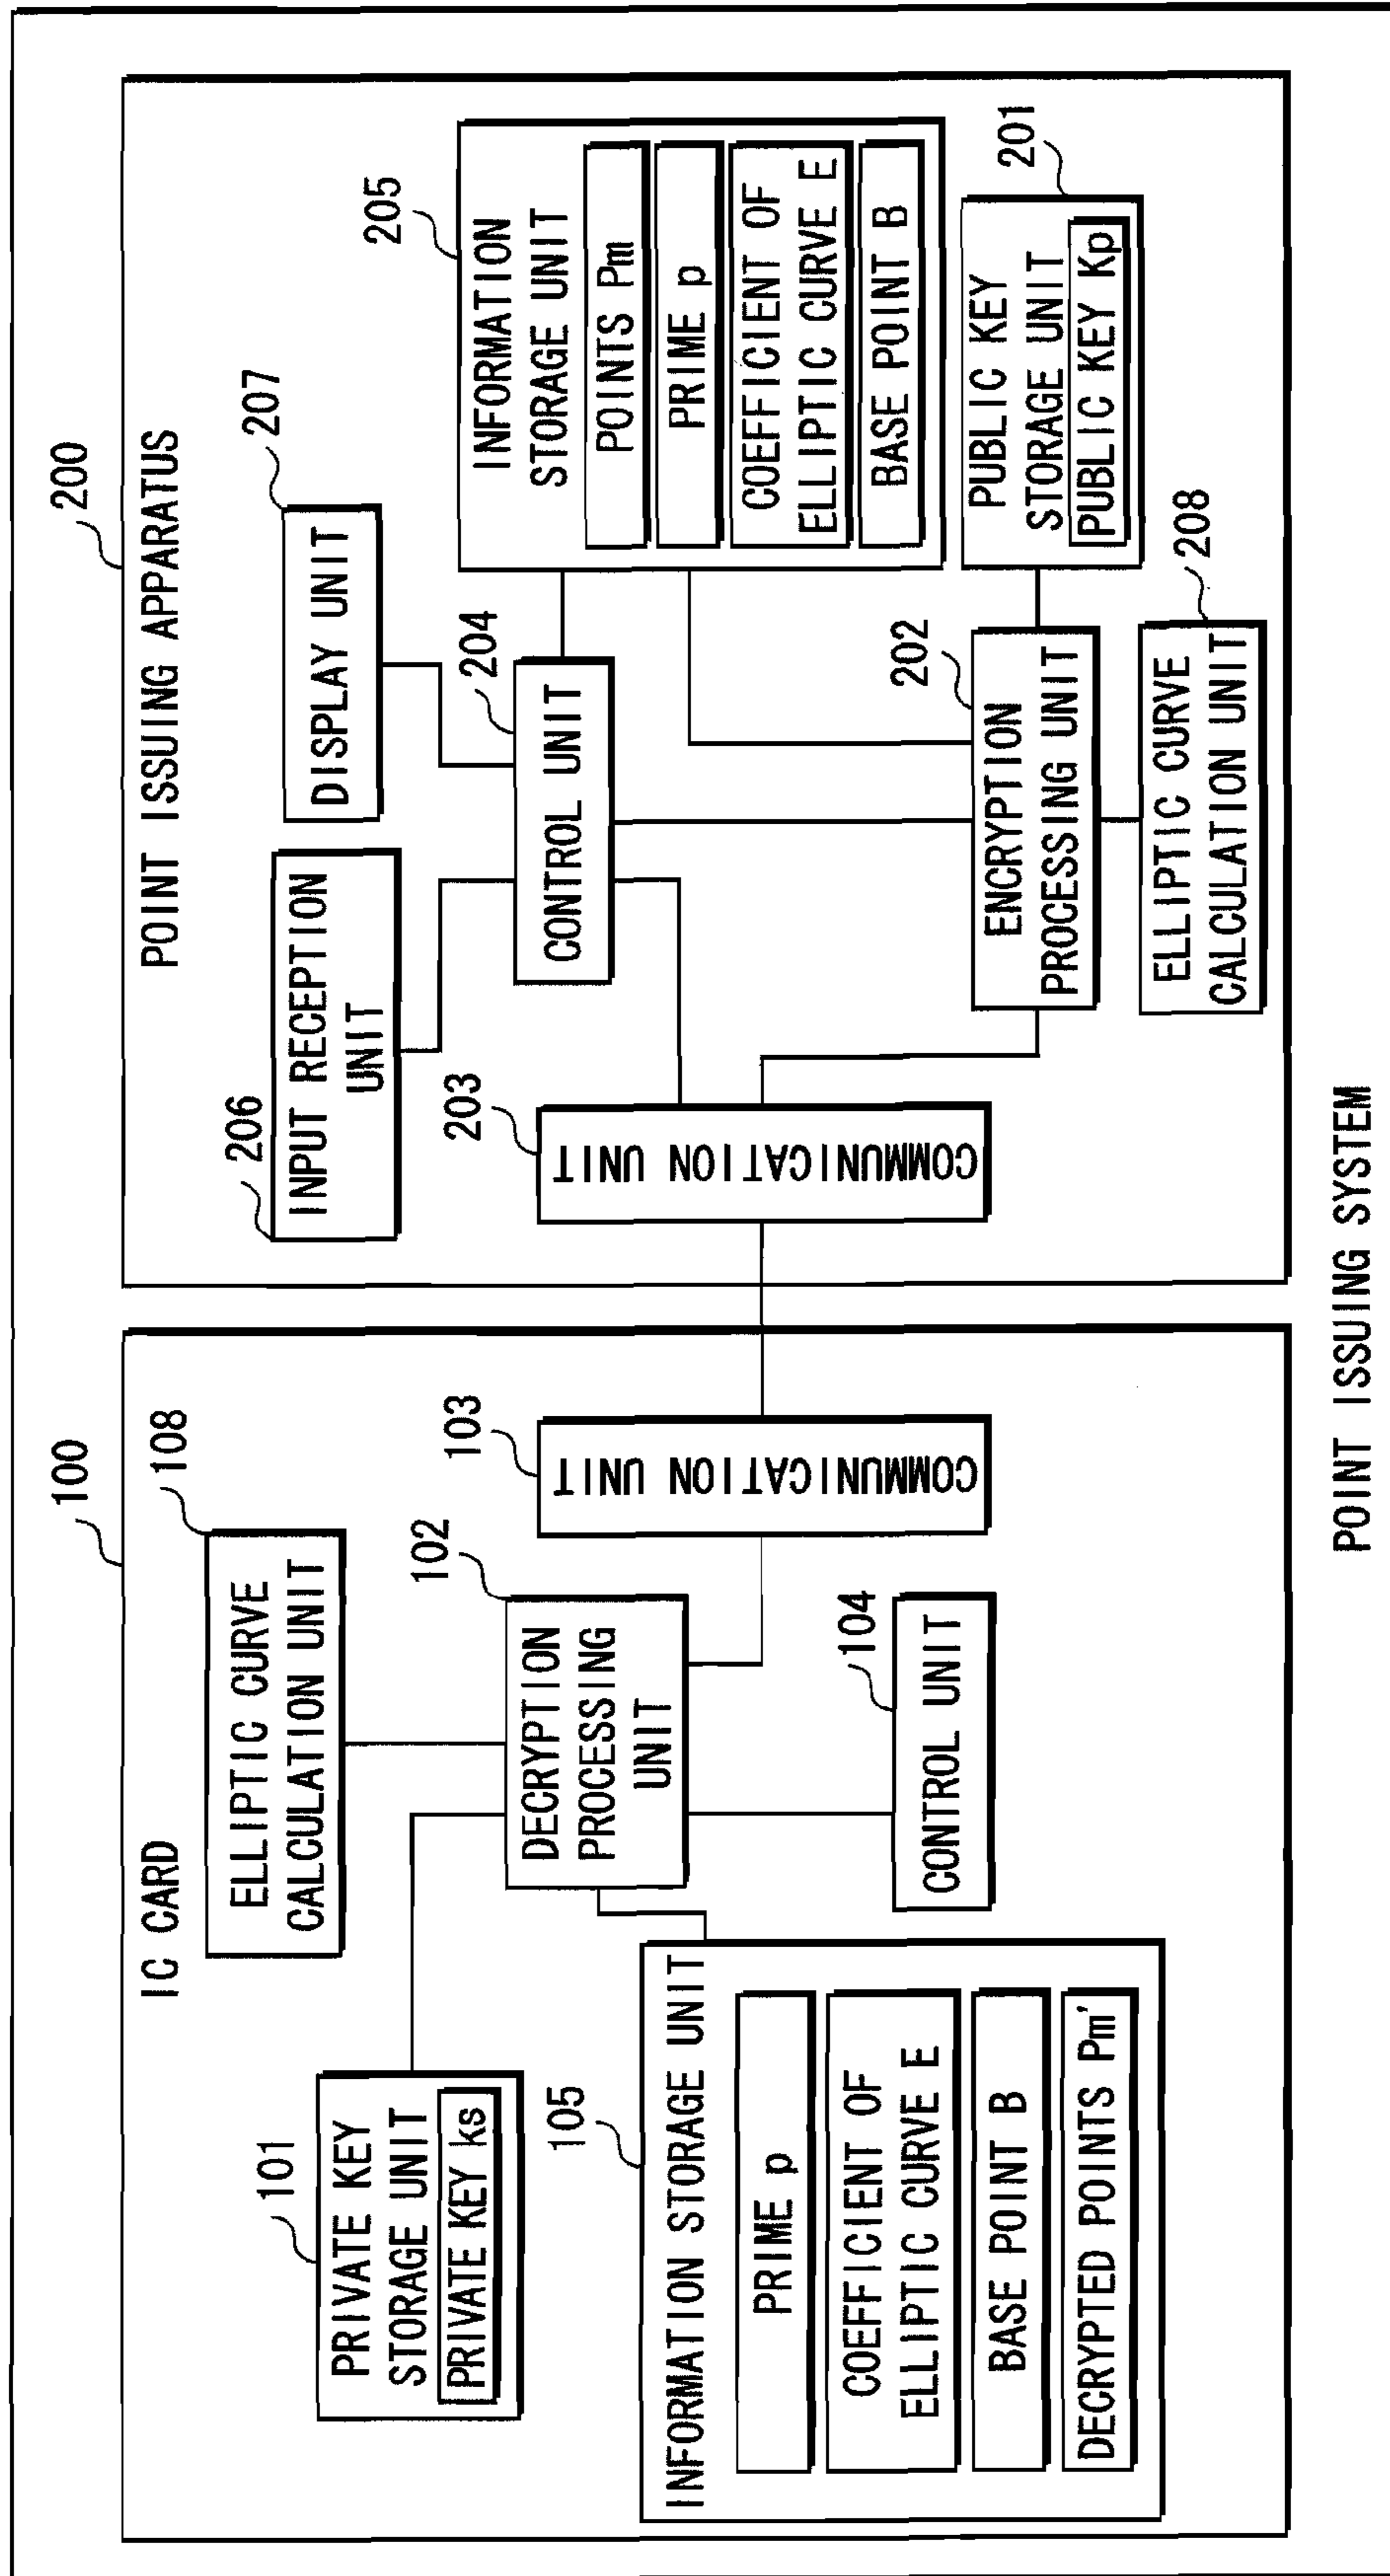 100
IC CARD
108
ELLIPTIC CURVE
CALCULATION UNIT
101
PRIVATE KEY
STORAGE UNIT
PRIVATE KEY ks
102
DECRYPTION
PROCESSING
UNIT
103
COMMUNICATION UNIT
105
INFORMATION STORAGE UNIT
PRIME p
COEFFICIENT OF
ELLIPTIC CURVE E
BASE POINT B
DECRYPTED POINTS Pm'
104
CONTROL UNIT
200
POINT ISSUING APPARATUS
206
INPUT RECEPTION
UNIT
207
DISPLAY UNIT
203
COMMUNICATION UNIT
204
CONTROL UNIT
205
INFORMATION
STORAGE UNIT
POINTS Pm
PRIME p
COEFFICIENT OF
ELLIPTIC CURVE E
BASE POINT B
202
ENCRYPTION
PROCESSING UNIT
201
PUBLIC KEY
STORAGE UNIT
PUBLIC KEY Kp
208
ELLIPTIC CURVE
CALCULATION UNIT
POINT ISSUING SYSTEM